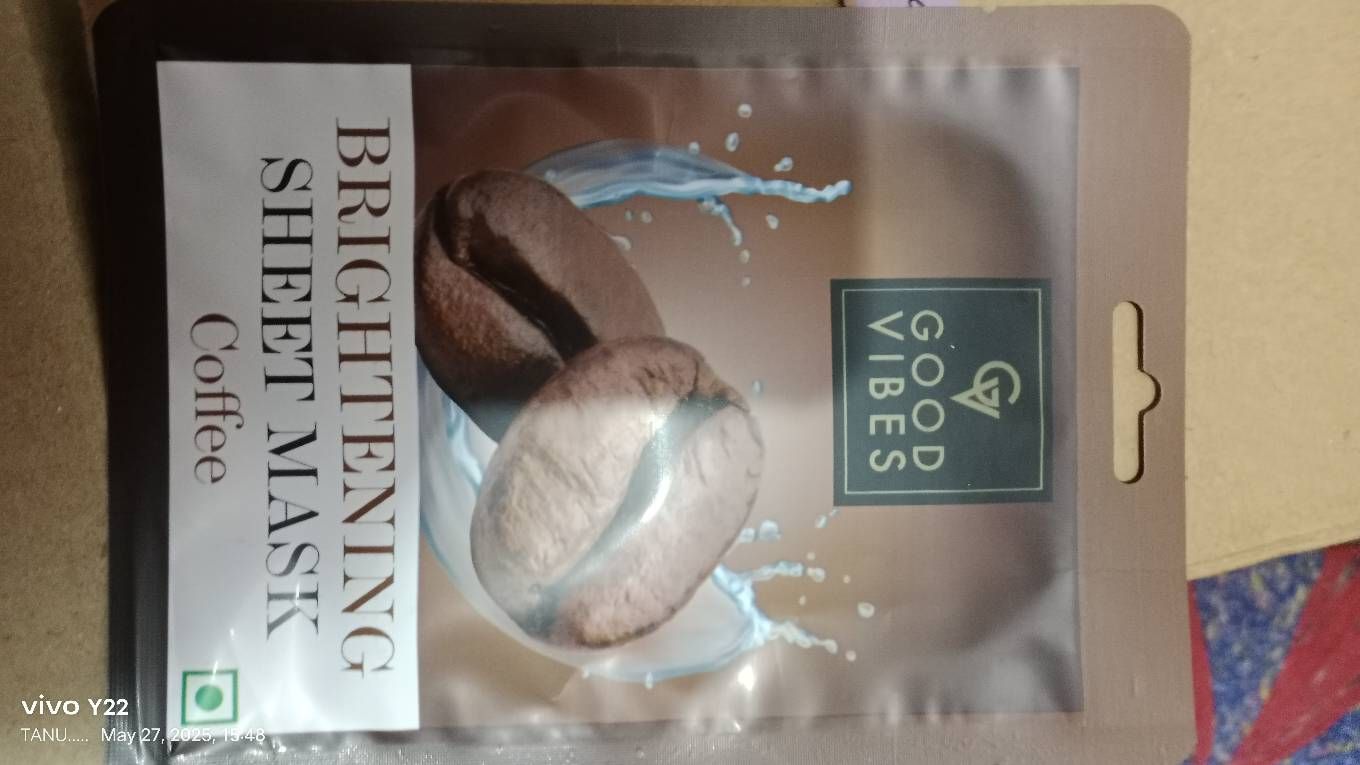 GOOD
VIBES
BRIGHTENING
SHEET MASK
Coffee
vivo Y22
TANU..... May 27, 2025, 15:48